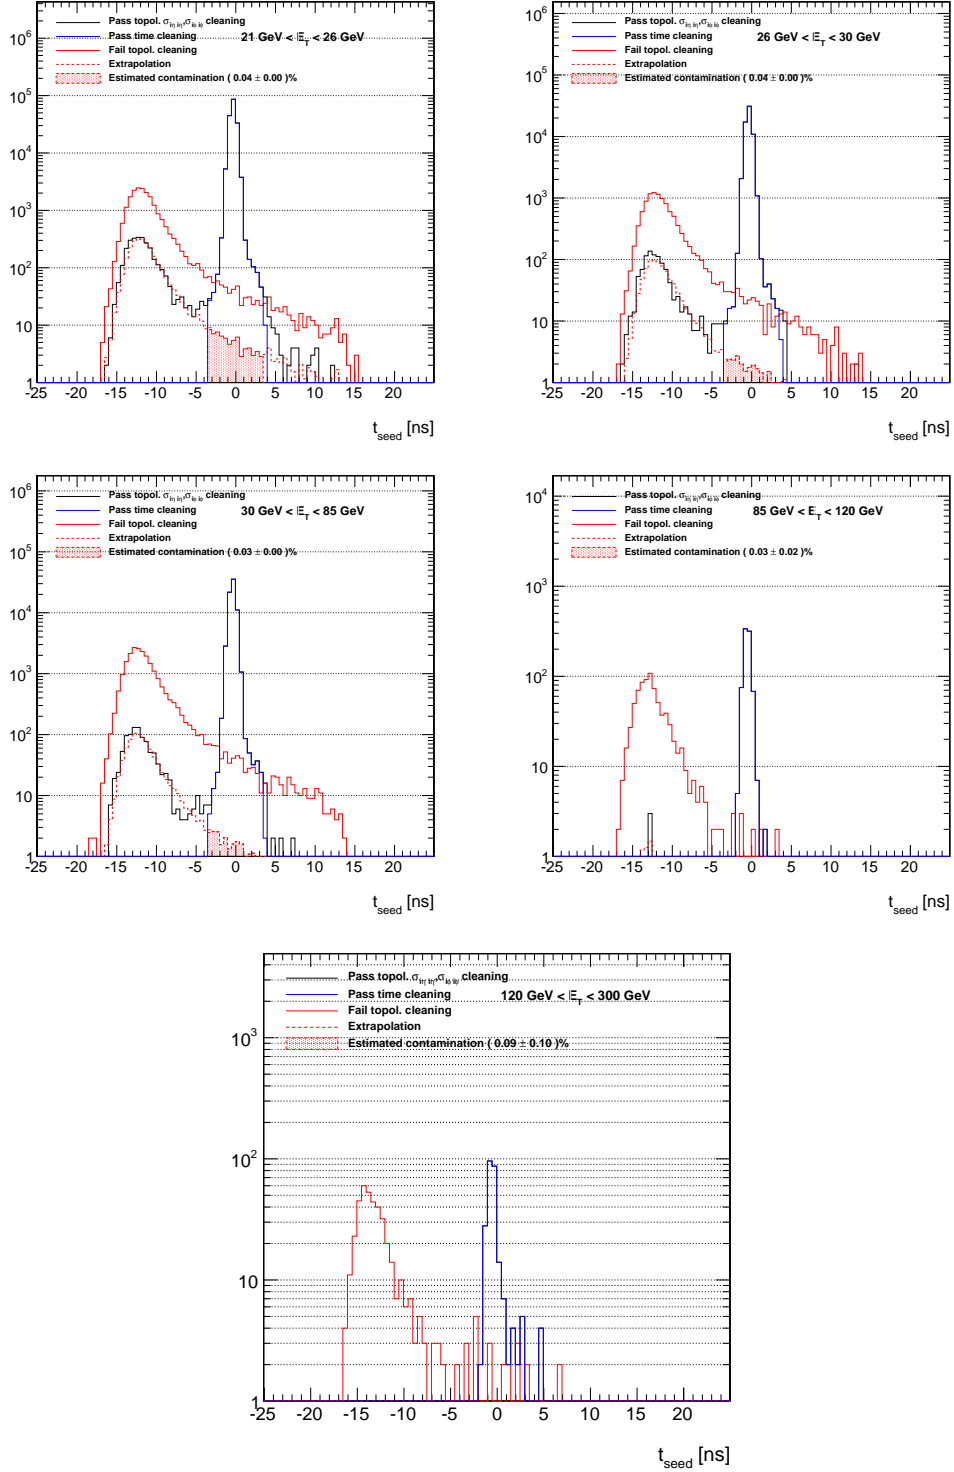 Pass topol. σ_iηiη, σ_iφiφ cleaning
Pass time cleaning
21 GeV < E_T < 26 GeV
Fail topol. cleaning
Extrapolation
Estimated contamination ( 0.04 ± 0.00 )%
10^6
10^5
10^4
10^3
10^2
10
1
-25 -20 -15 -10 -5 0 5 10 15 20
t_seed [ns]
Pass topol. σ_iηiη, σ_iφiφ cleaning
Pass time cleaning
26 GeV < E_T < 30 GeV
Fail topol. cleaning
Extrapolation
Estimated contamination ( 0.04 ± 0.00 )%
10^6
10^5
10^4
10^3
10^2
10
1
-25 -20 -15 -10 -5 0 5 10 15 20
t_seed [ns]
Pass topol. σ_iηiη, σ_iφiφ cleaning
Pass time cleaning
30 GeV < E_T < 85 GeV
Fail topol. cleaning
Extrapolation
Estimated contamination ( 0.03 ± 0.00 )%
10^6
10^5
10^4
10^3
10^2
10
1
-25 -20 -15 -10 -5 0 5 10 15 20
t_seed [ns]
Pass topol. σ_iηiη, σ_iφiφ cleaning
Pass time cleaning
85 GeV < E_T < 120 GeV
Fail topol. cleaning
Extrapolation
Estimated contamination ( 0.03 ± 0.02 )%
10^4
10^3
10^2
10
1
-25 -20 -15 -10 -5 0 5 10 15 20
t_seed [ns]
Pass topol. σ_iηiη, σ_iφiφ cleaning
Pass time cleaning
120 GeV < E_T < 300 GeV
Fail topol. cleaning
Extrapolation
Estimated contamination ( 0.09 ± 0.10 )%
10^3
10^2
10
1
-25 -20 -15 -10 -5 0 5 10 15 20
t_seed [ns]